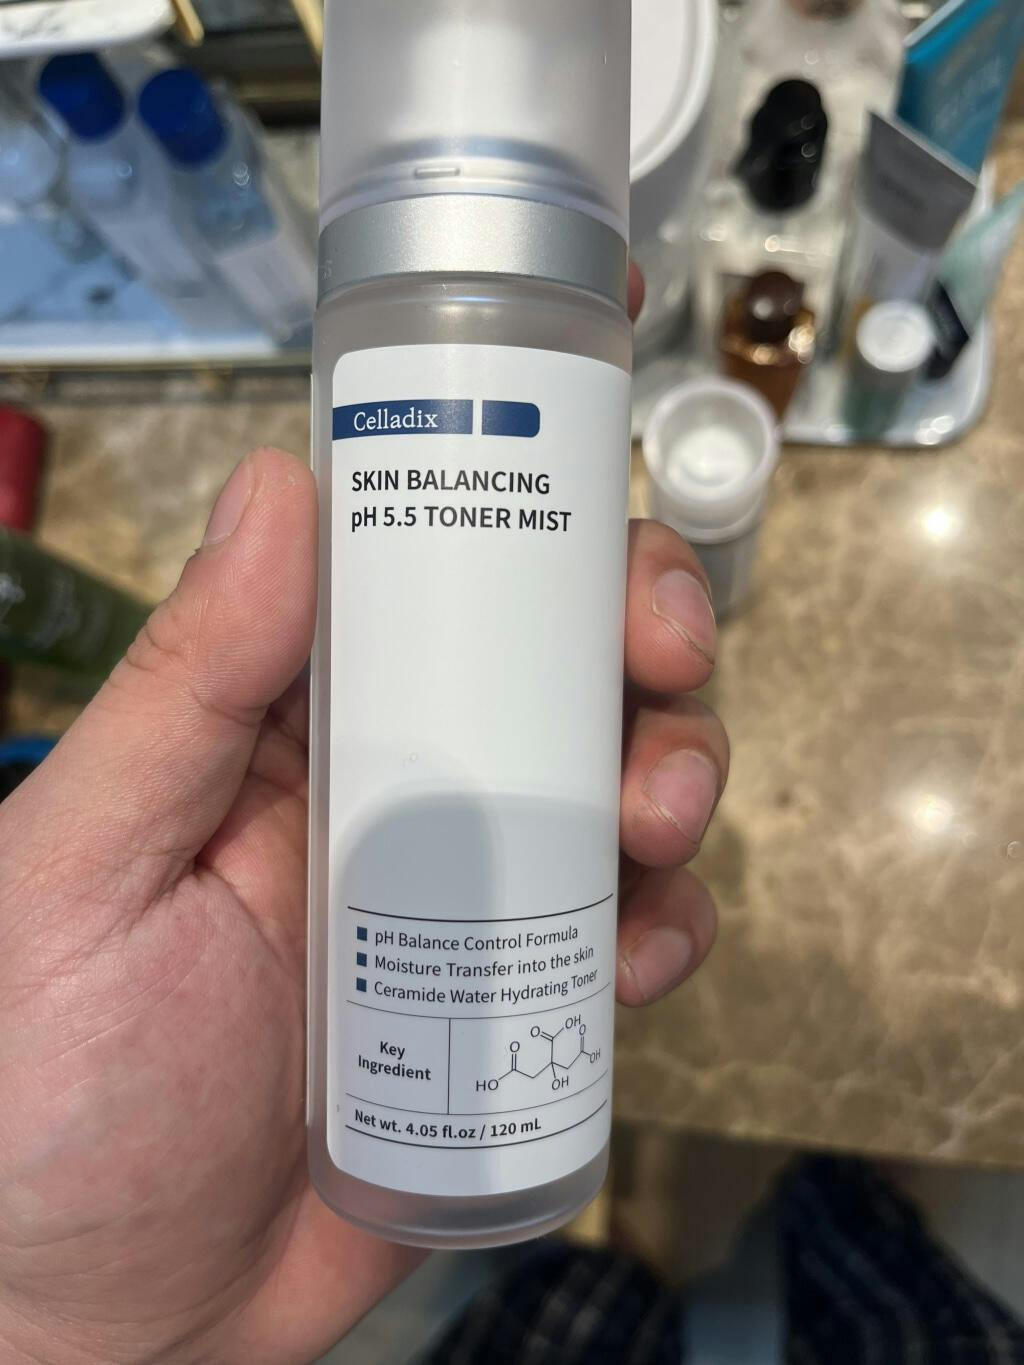 Celladix
SKIN BALANCING
pH 5.5 TONER MIST
pH Balance Control Formula
Moisture Transfer into the skin
Ceramide Water Hydrating Toner
Key
Ingredient
O
OH
O
O
OH
HO
OH
Net wt. 4.05 fl.oz / 120 mL